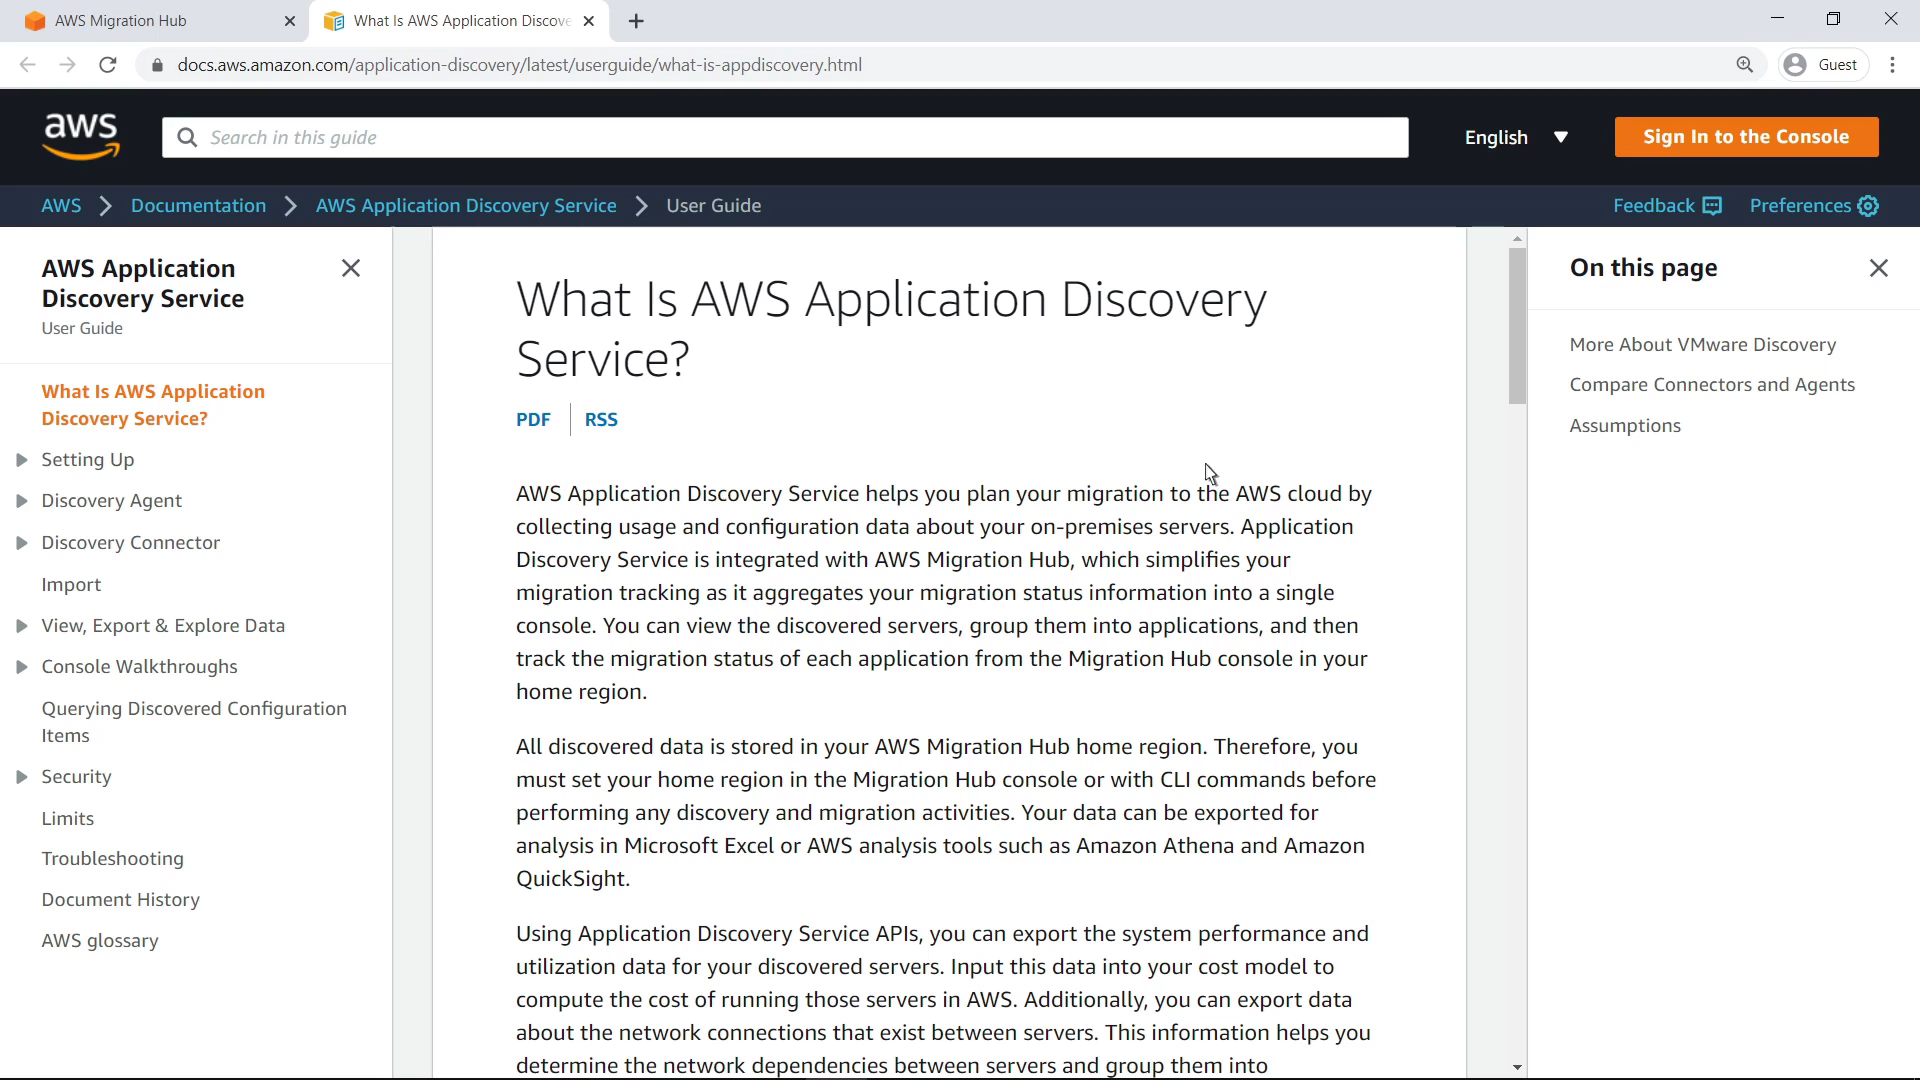 AWS Migration Hub
What Is AWS Application Discove
docs.aws.amazon.com/application-discovery/latest/userguide/what-is-appdiscovery.html
Guest
aws
Search in this guide
English
Sign In to the Console
AWS
Documentation
AWS Application Discovery Service
User Guide
Feedback
Preferences
AWS Application
Discovery Service
User Guide
What Is AWS Application
Discovery Service?
Setting Up
Discovery Agent
Discovery Connector
Import
View, Export & Explore Data
Console Walkthroughs
Querying Discovered Configuration
Items
Security
Limits
Troubleshooting
Document History
AWS glossary
What Is AWS Application Discovery
Service?
PDF
RSS
AWS Application Discovery Service helps you plan your migration to the AWS cloud by
collecting usage and configuration data about your on-premises servers. Application
Discovery Service is integrated with AWS Migration Hub, which simplifies your
migration tracking as it aggregates your migration status information into a single
console. You can view the discovered servers, group them into applications, and then
track the migration status of each application from the Migration Hub console in your
home region.
All discovered data is stored in your AWS Migration Hub home region. Therefore, you
must set your home region in the Migration Hub console or with CLI commands before
performing any discovery and migration activities. Your data can be exported for
analysis in Microsoft Excel or AWS analysis tools such as Amazon Athena and Amazon
QuickSight.
Using Application Discovery Service APIs, you can export the system performance and
utilization data for your discovered servers. Input this data into your cost model to
compute the cost of running those servers in AWS. Additionally, you can export data
about the network connections that exist between servers. This information helps you
determine the network dependencies between servers and group them into
On this page
More About VMware Discovery
Compare Connectors and Agents
Assumptions